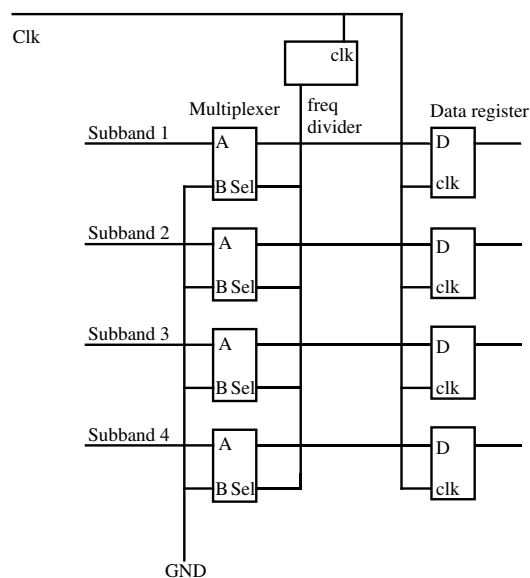 Clk
clk
Multiplexer
freq
divider
Data register
Subband 1
A
D
B Sel
clk
Subband 2
A
D
B Sel
clk
Subband 3
A
D
B Sel
clk
Subband 4
A
D
B Sel
clk
GND